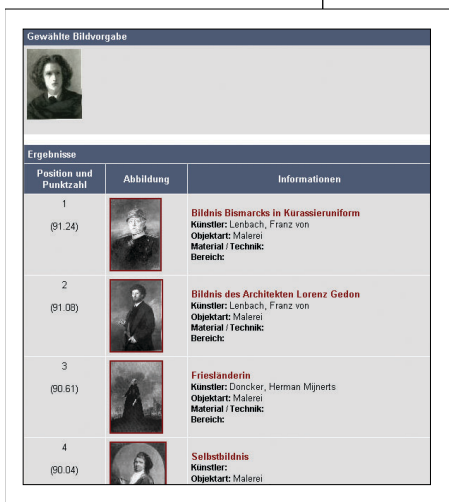 Gewählte Bildvorgabe
Ergebnisse
Position und Punktzahl
Abbildung
Informationen
1
(91.24)
Bildnis Bismarcks in Kürassieruniform
Künstler: Lenbach, Franz von
Objektart: Malerei
Material / Technik:
Bereich:
2
(91.08)
Bildnis des Architekten Lorenz Gedon
Künstler: Lenbach, Franz von
Objektart: Malerei
Material / Technik:
Bereich:
3
(90.61)
Friesländerin
Künstler: Doncker, Herman Mijnerts
Objektart: Malerei
Material / Technik:
Bereich:
4
(90.04)
Selbstbildnis
Künstler:
Objektart: Malerei